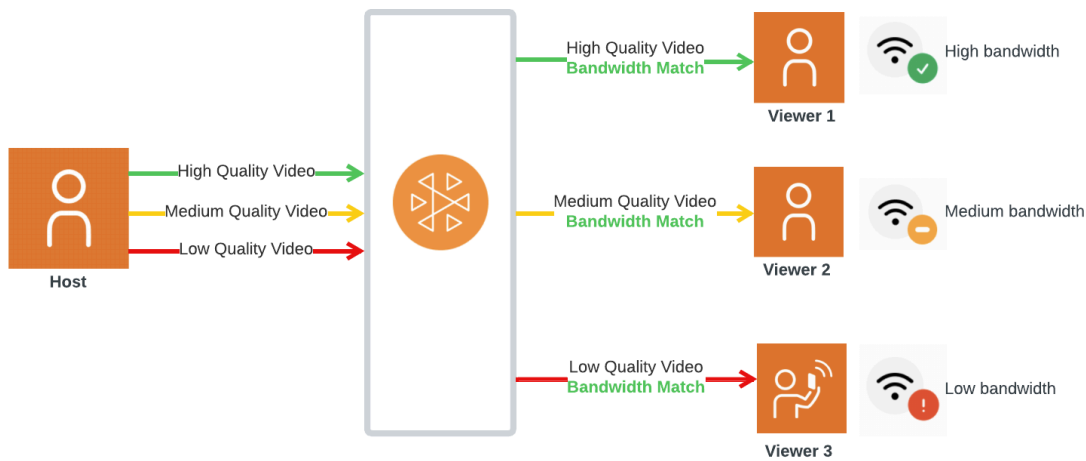 High Quality Video
Medium Quality Video
Low Quality Video
Host
High Quality Video
Bandwidth Match
Viewer 1
High bandwidth
Medium Quality Video
Bandwidth Match
Viewer 2
Medium bandwidth
Low Quality Video
Bandwidth Match
Viewer 3
Low bandwidth